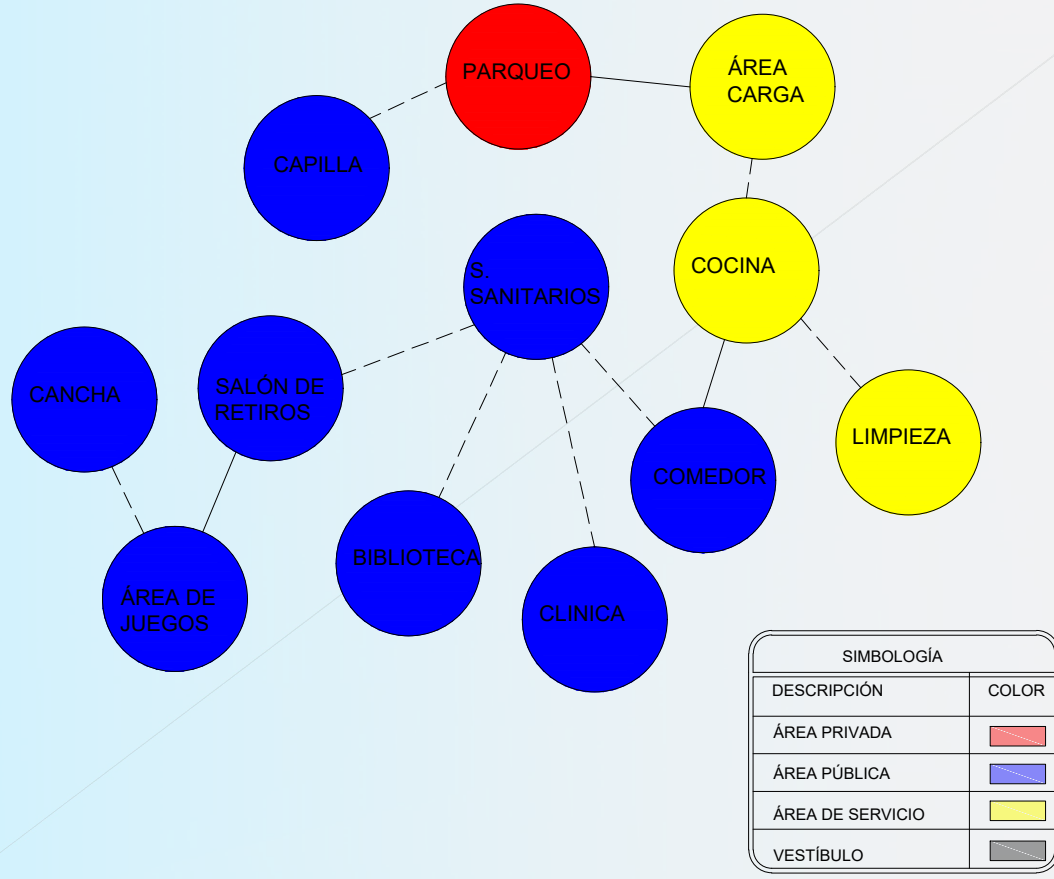 PARQUEO
ÁREA
CARGA
CAPILLA
COCINA
S.
SANITARIOS
CANCHA
SALÓN DE
RETIROS
LIMPIEZA
COMEDOR
BIBLIOTECA
ÁREA DE
JUEGOS
CLINICA
SIMBOLOGÍA
DESCRIPCIÓN COLOR
ÁREA PRIVADA
ÁREA PÚBLICA
ÁREA DE SERVICIO
VESTÍBULO